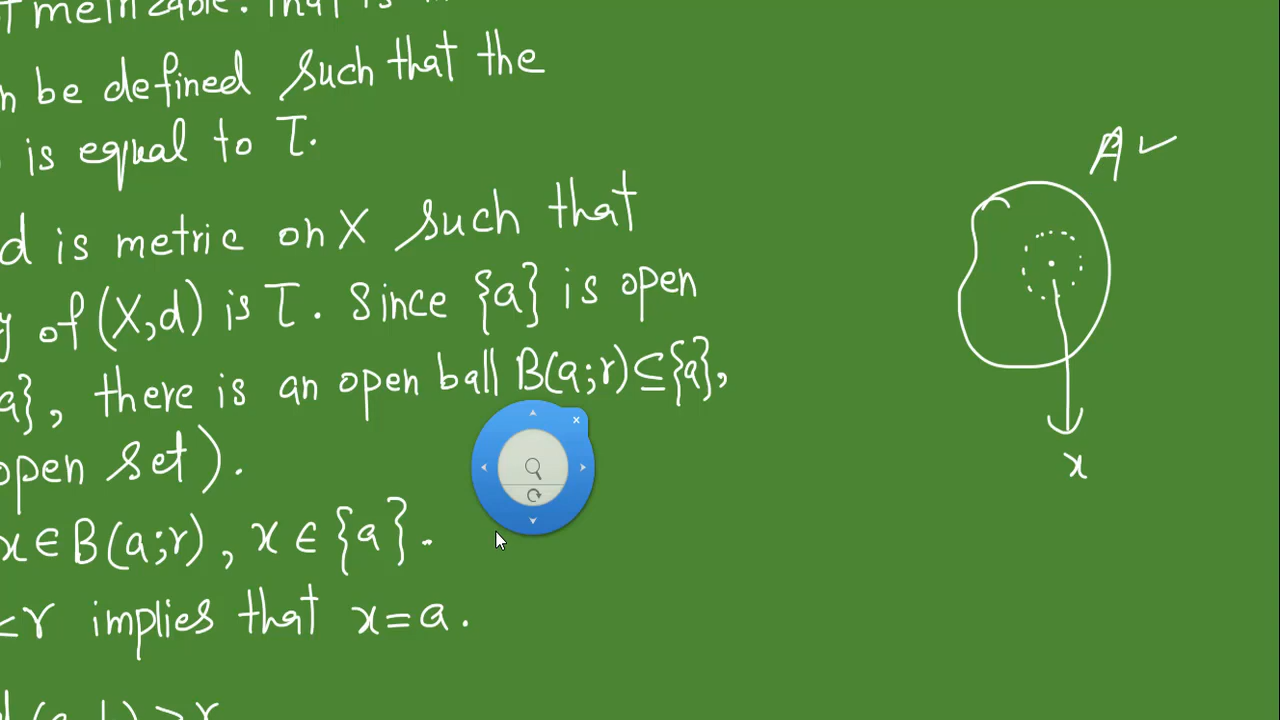 be defined such that the
is equal to T.
d is metric on X such that
of (X,d) is T. Since {a} is open
a}, there is an open ball B(a;r)⊆{a},
open set).
x∈B(a;r), x∈{a}.
<r implies that x=a.
A ✓
x